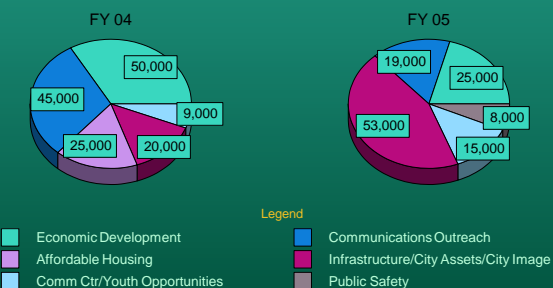 FY 04 FY 05
50,000
45,000
9,000
25,000
20,000
19,000
25,000
8,000
53,000
15,000
Legend
Economic Development Communications Outreach
Affordable Housing Infrastructure/City Assets/City Image
Comm Ctr/Youth Opportunities Public Safety